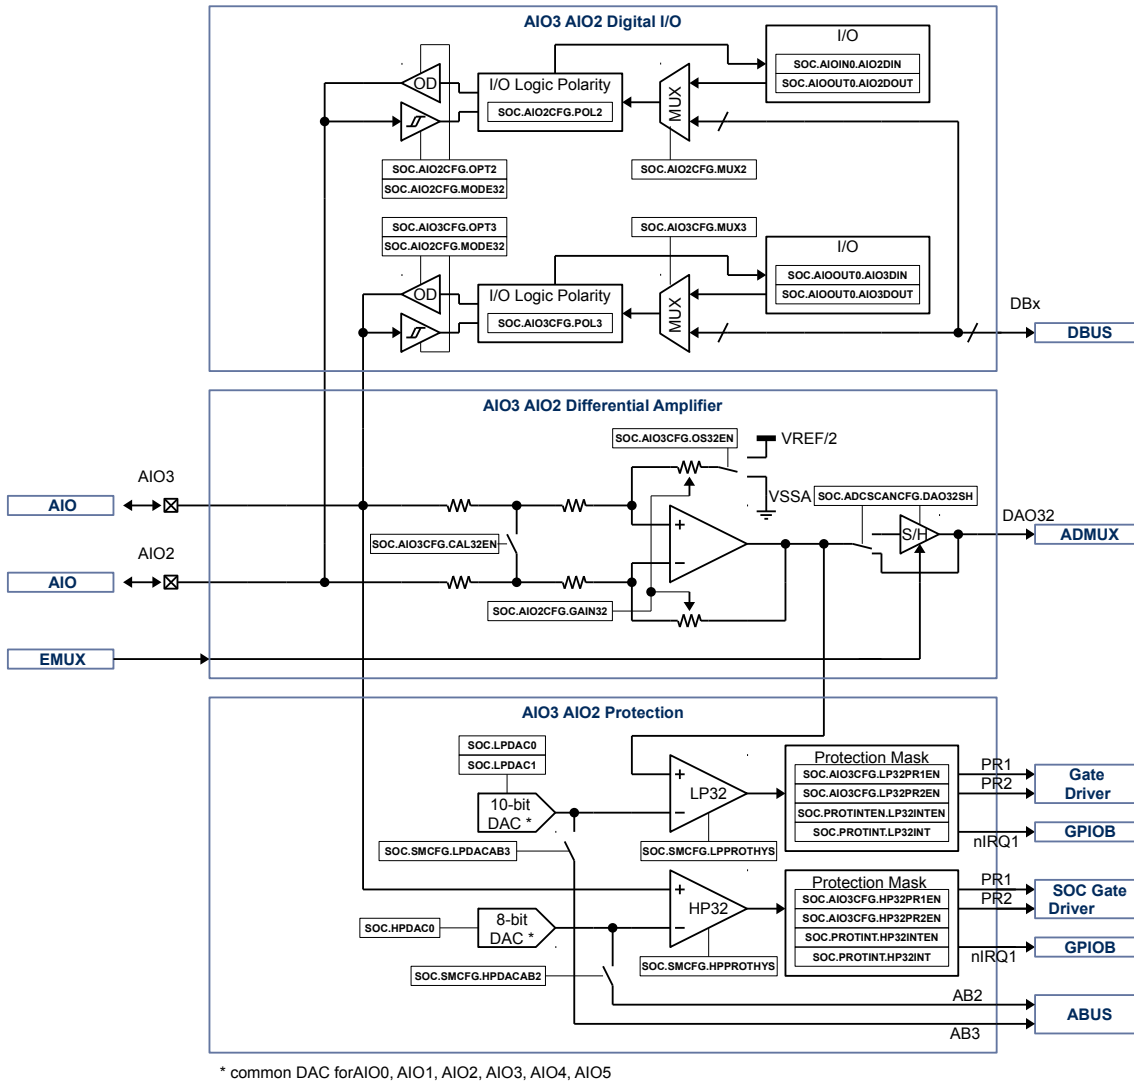 AIO3 AIO2 Digital I/O
I/O
SOC.AIOIN0.AIO2DIN
SOC.AIOOUT0.AIO2DOUT
OD
I/O Logic Polarity
SOC.AIO2CFG.POL2
MUX
SOC.AIO2CFG.OPT2
SOC.AIO2CFG.MODE32
SOC.AIO2CFG.MUX2
SOC.AIO3CFG.OPT3
SOC.AIO2CFG.MODE32
SOC.AIO3CFG.MUX3
I/O
SOC.AIOOUT0.AIO3DIN
SOC.AIOOUT0.AIO3DOUT
OD
I/O Logic Polarity
SOC.AIO3CFG.POL3
MUX
DBx
DBUS
AIO3 AIO2 Differential Amplifier
SOC.AIO3CFG.OS32EN
VREF/2
VSSA
SOC.ADCSCANCFG.DAO32SH
AIO3
AIO
+
S/H
DAO32
ADMUX
SOC.AIO3CFG.CAL32EN
AIO2
AIO
−
SOC.AIO2CFG.GAIN32
EMUX
AIO3 AIO2 Protection
SOC.LPDAC0
SOC.LPDAC1
10-bit
DAC *
+
LP32
−
Protection Mask
SOC.AIO3CFG.LP32PR1EN
SOC.AIO3CFG.LP32PR2EN
SOC.PROTINTEN.LP32INTEN
SOC.PROTINT.LP32INT
PR1
PR2
nIRQ1
Gate
Driver
GPIOB
SOC.SMCFG.LPDACAB3
SOC.SMCFG.LPPROTHYS
SOC.HPDAC0
8-bit
DAC *
+
HP32
−
Protection Mask
SOC.AIO3CFG.HP32PR1EN
SOC.AIO3CFG.HP32PR2EN
SOC.PROTINT.HP32INTEN
SOC.PROTINT.HP32INT
PR1
PR2
nIRQ1
SOC Gate
Driver
GPIOB
SOC.SMCFG.HPDACAB2
SOC.SMCFG.HPPROTHYS
AB2
AB3
ABUS
* common DAC forAIO0, AIO1, AIO2, AIO3, AIO4, AIO5